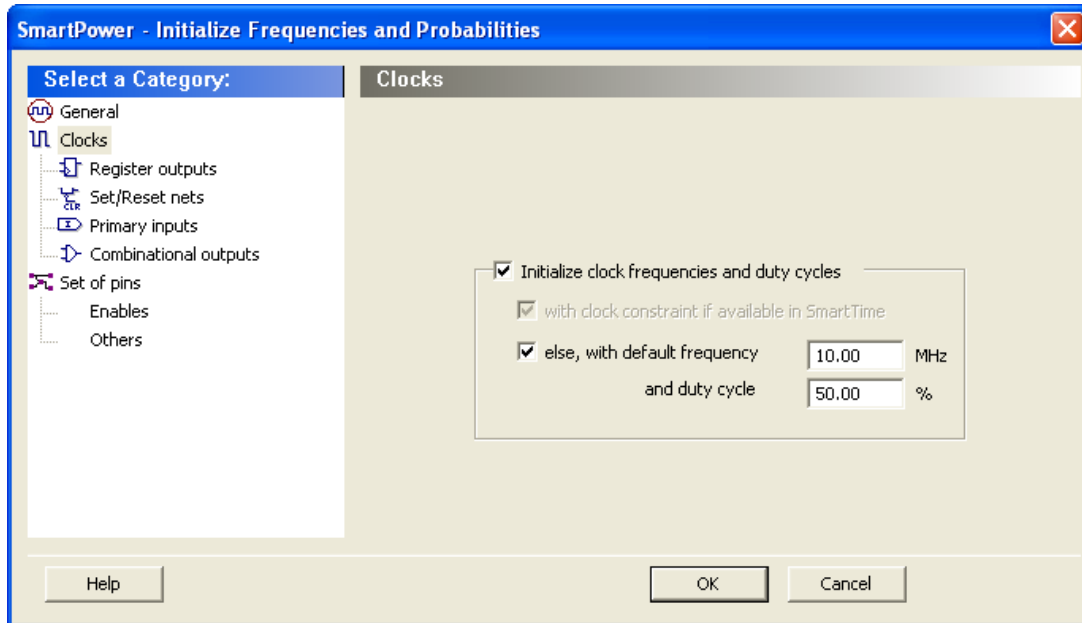 SmartPower - Initialize Frequencies and Probabilities
Select a Category:
Clocks
General
Clocks
Register outputs
CLR
Set/Reset nets
I
Primary inputs
Combinational outputs
Set of pins
Enables
Others
Initialize clock frequencies and duty cycles
with clock constraint if available in SmartTime
else, with default frequency 10.00 MHz
and duty cycle 50.00 %
Help OK Cancel